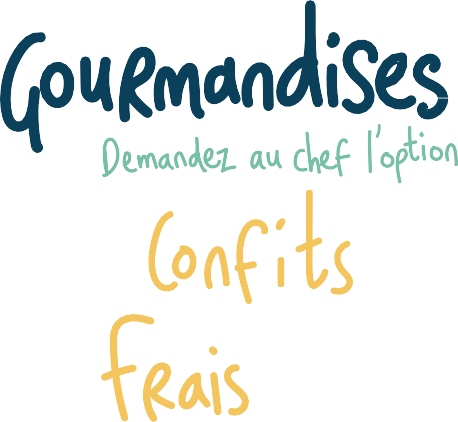 Gourmandises
Demandez au chef l'option
Confits
Frais